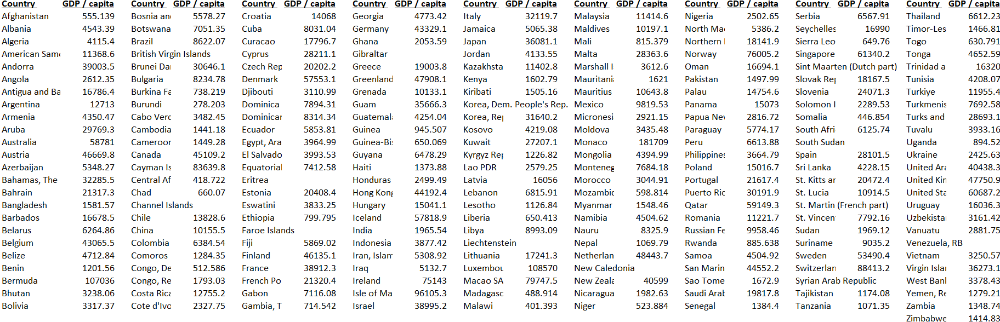 Country GDP / capita Country GDP / capita Country GDP / capita Country GDP / capita Country GDP / capita Country GDP / capita Country GDP / capita Country GDP / capita Country GDP / capita
Afghanistan 555.139 Bosnia an 5578.27 Croatia 14068 Georgia 4773.42 Italy 32119.7 Malaysia 11414.6 Nigeria 2502.65 Serbia 6567.91 Thailand 6612.23
Albania 4543.39 Botswana 7051.35 Cuba 8031.04 Germany 43329.1 Jamaica 5065.38 Maldives 10197.1 North Ma 5386.2 Seychelles 16990 Timor-Les 1466.81
Algeria 4115.4 Brazil 8622.07 Curacao 17796.7 Ghana 2053.59 Japan 36081.1 Mali 815.379 Northern 18141.9 Sierra Leo 649.76 Togo 630.791
American Samo 11368.6 British Virgin Islands Cyprus 28211.1 Gibraltar Jordan 4133.55 Malta 28363.6 Norway 76005.2 Singapore 61340.2 Tonga 4652.59
Andorra 39003.5 Brunei Da 30646.1 Czech Rep 20202.2 Greece 19003.8 Kazakhsta 11402.8 Marshall I 3612.6 Oman 16694.1 Sint Maarten (Dutch part) Trinidad a 16320
Angola 2612.35 Bulgaria 8234.78 Denmark 57553.1 Greenland 47908.1 Kenya 1602.79 Mauritani 1621 Pakistan 1497.99 Slovak Rep 18167.5 Tunisia 4208.07
Antigua and Ba 16786.4 Burkina Fa 738.219 Djibouti 3110.99 Grenada 10133.1 Kiribati 1505.16 Mauritius 10643.8 Palau 14754.6 Slovenia 24071.3 Turkiye 11955.4
Argentina 12713 Burundi 278.203 Dominica 7894.31 Guam 35666.3 Korea, Dem. People's Rep. Mexico 9819.53 Panama 15073 Solomon I 2289.53 Turkmenis 7692.58
Armenia 4350.47 Cabo Verd 3482.45 Dominican 8314.34 Guatemala 4254.04 Korea, Rep 31640.2 Micronesi 2921.15 Papua New 2816.72 Somalia 446.854 Turks and 28693.1
Aruba 29769.3 Cambodia 1441.18 Ecuador 5853.81 Guinea 945.507 Kosovo 4219.08 Moldova 3435.48 Paraguay 5774.17 South Afri 6125.74 Tuvalu 3933.16
Australia 58781 Cameroon 1449.28 Egypt, Ara 3964.99 Guinea-Bis 650.069 Kuwait 27207.1 Monaco 181709 Peru 6613.88 South Sudan Uganda 894.52
Austria 46669.8 Canada 45109.2 El Salvado 3993.53 Guyana 6478.29 Kyrgyz Rep 1226.82 Mongolia 4394.99 Philippines 3664.79 Spain 28101.5 Ukraine 2425.63
Azerbaijan 5348.27 Cayman Is 83639.8 Equatorial 7412.58 Haiti 1373.88 Lao PDR 2579.25 Monteneg 7684.18 Poland 15016.7 Sri Lanka 4228.15 United Ara 40438.3
Bahamas, The 32285.5 Central Af 418.722 Eritrea Honduras 2499.49 Latvia 16056 Morocco 3044.91 Portugal 21617.4 St. Kitts an 20472.4 United Kin 47750.9
Bahrain 21317.3 Chad 660.07 Estonia 20408.4 Hong Kong 44192.4 Lebanon 6815.91 Mozambic 598.814 Puerto Ric 30191.9 St. Lucia 10914.5 United Sta 60687.2
Bangladesh 1581.57 Channel Islands Eswatini 3833.25 Hungary 15041.1 Lesotho 1126.84 Myanmar 1548.46 Qatar 59149.3 St. Martin (French part) Uruguay 16036.3
Barbados 16678.5 Chile 13828.6 Ethiopia 799.795 Iceland 57818.9 Liberia 650.413 Namibia 4504.62 Romania 11221.7 St. Vincen 7792.16 Uzbekista 3161.42
Belarus 6264.86 China 10155.5 Faroe Islands India 1965.54 Libya 8993.09 Nauru 8325.9 Russian Fe 9958.46 Sudan 1969.12 Vanuatu 2881.75
Belgium 43065.5 Colombia 6384.54 Fiji 5869.02 Indonesia 3877.42 Liechtenstein Nepal 1069.79 Rwanda 885.638 Suriname 9035.2 Venezuela, RB
Belize 4712.84 Comoros 1284.35 Finland 46135.1 Iran, Islam 5308.92 Lithuania 17241.3 Netherlan 48443.7 Samoa 4504.92 Sweden 53490.4 Vietnam 3250.57
Benin 1201.56 Congo, De 512.586 France 38912.3 Iraq 5132.7 Luxembou 108570 New Caledonia San Marin 44552.2 Switzerlan 88413.2 Virgin Islan 36273.1
Bermuda 107036 Congo, Re 1793.03 French Po 21320.4 Ireland 75143 Macao SA 79747.5 New Zeala 40599 Sao Tome 1672.9 Syrian Arab Republic West Bank 3378.43
Bhutan 3238.06 Costa Rica 12755.2 Gabon 7116.08 Isle of Ma 96105.3 Madagasc 488.914 Nicaragua 1982.63 Saudi Arab 19817.8 Tajikistan 1174.08 Yemen, Re 1279.21
Bolivia 3317.37 Cote d'Ivo 2327.75 Gambia, T 714.542 Israel 38995.2 Malawi 401.393 Niger 523.884 Senegal 1384.4 Tanzania 1071.35 Zambia 1348.74
Zimbabwe 1414.83